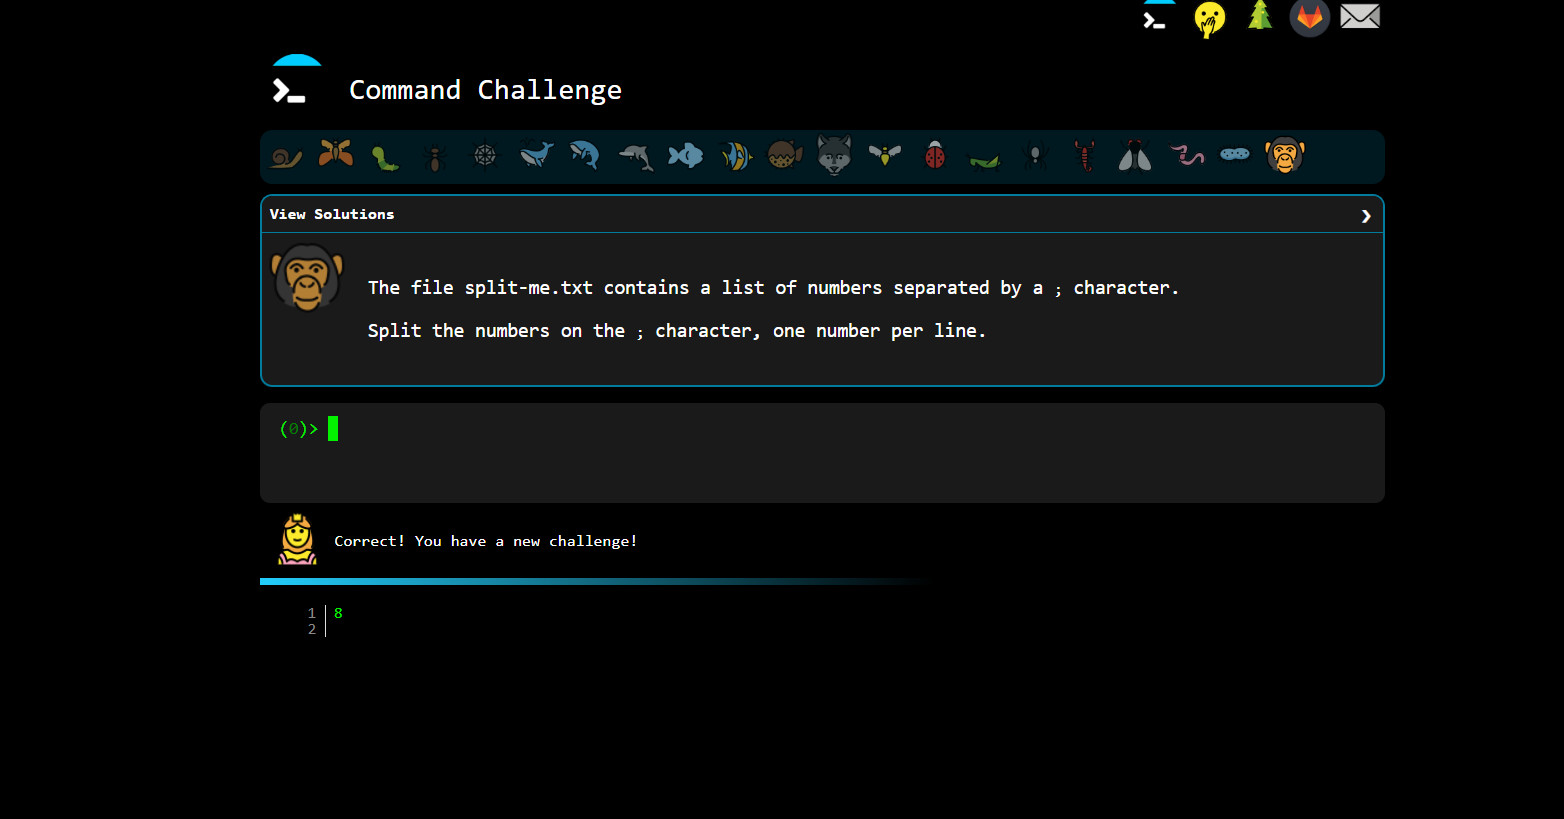 Command Challenge
View Solutions
The file split-me.txt contains a list of numbers separated by a ; character.
Split the numbers on the ; character, one number per line.
(0)>
Correct! You have a new challenge!
1 8
2